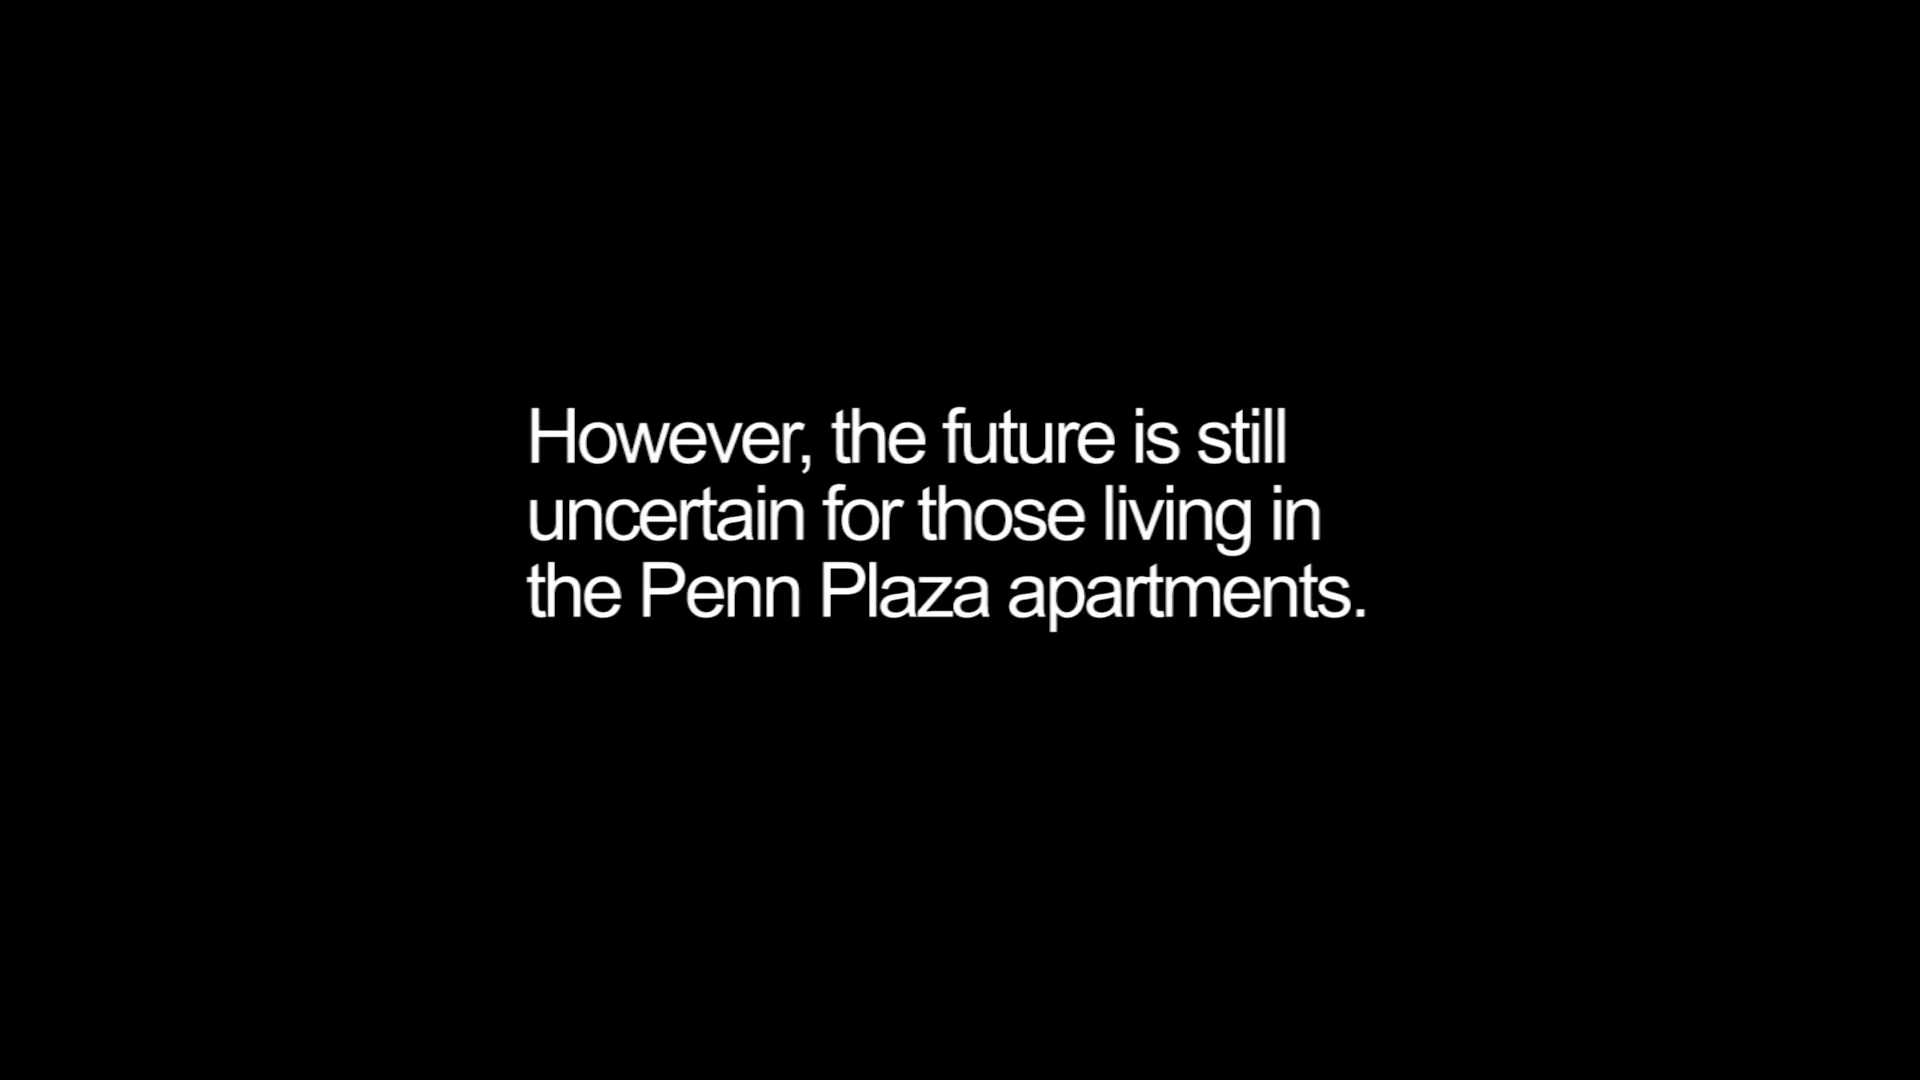 However, the future is still
uncertain for those living in
the Penn Plaza apartments.